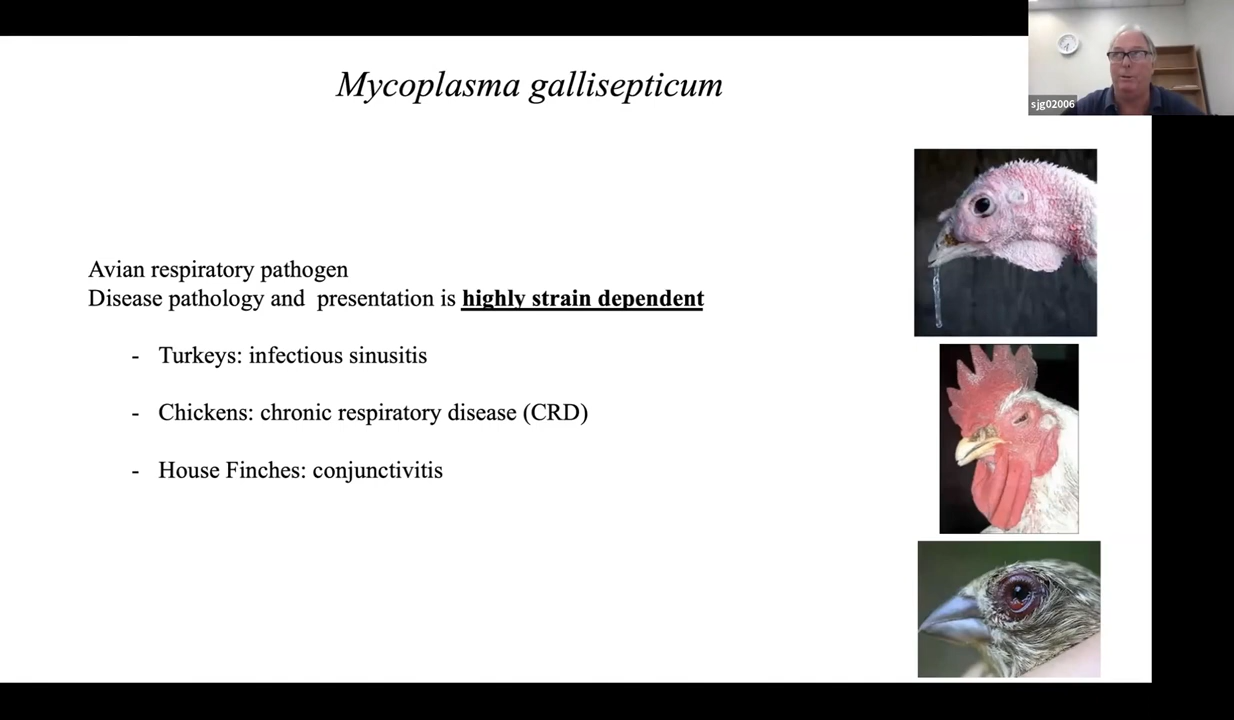 Mycoplasma gallisepticum
sjg02006
Avian respiratory pathogen
Disease pathology and presentation is highly strain dependent
- Turkeys: infectious sinusitis
- Chickens: chronic respiratory disease (CRD)
- House Finches: conjunctivitis